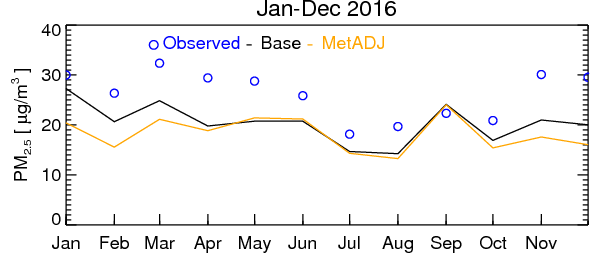 Jan-Dec 2016
Observed - Base - MetADJ
PM2.5 [ μg/m3 ]
40
30
20
10
0
Jan Feb Mar Apr May Jun Jul Aug Sep Oct Nov